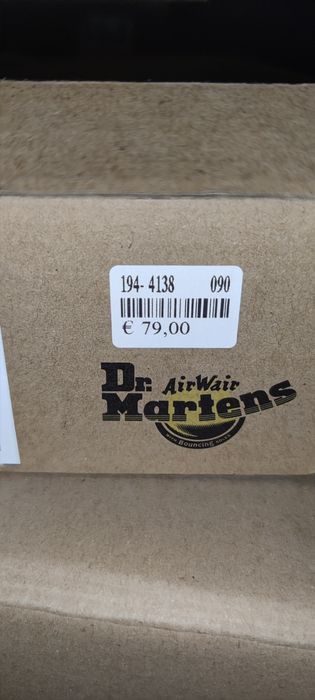 194- 4138 090
€ 79,00
Dr. AirWair
Martens
WITH Bouncing SOLES